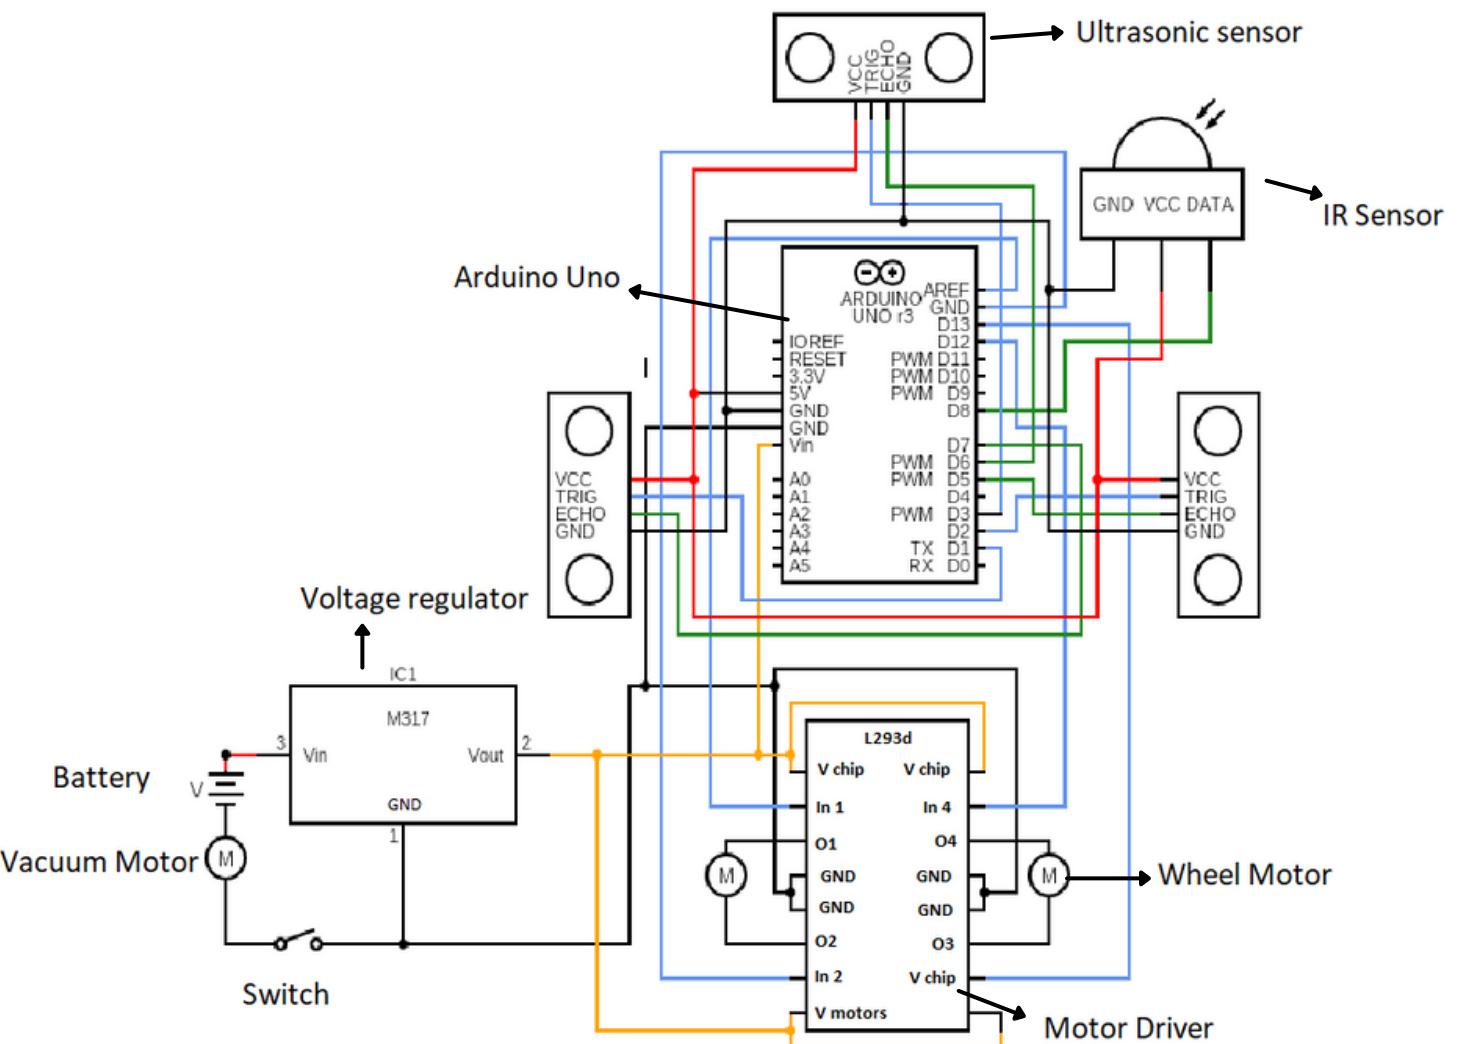 Ultrasonic sensor
VCC
TRIG
ECHO
GND
GND VCC DATA
IR Sensor
Arduino Uno
ARDUINO
UNO r3
AREF
GND
D13
IOREF
D12
RESET
PWM D11
3.3V
PWM D10
5V
PWM D9
GND
D8
GND
Vin
D7
PWM D6
A0
PWM D5
A1
D4
A2
PWM D3
A3
D2
A4
TX D1
A5
RX D0
VCC
TRIG
ECHO
GND
VCC
TRIG
ECHO
GND
Voltage regulator
IC1
M317
3
Vin
Vout
2
GND
1
Battery
V
Vacuum Motor
M
Switch
L293d
V chip
V chip
In 1
In 4
O1
O4
GND
GND
GND
GND
O2
O3
In 2
V chip
V motors
M
M
Wheel Motor
Motor Driver